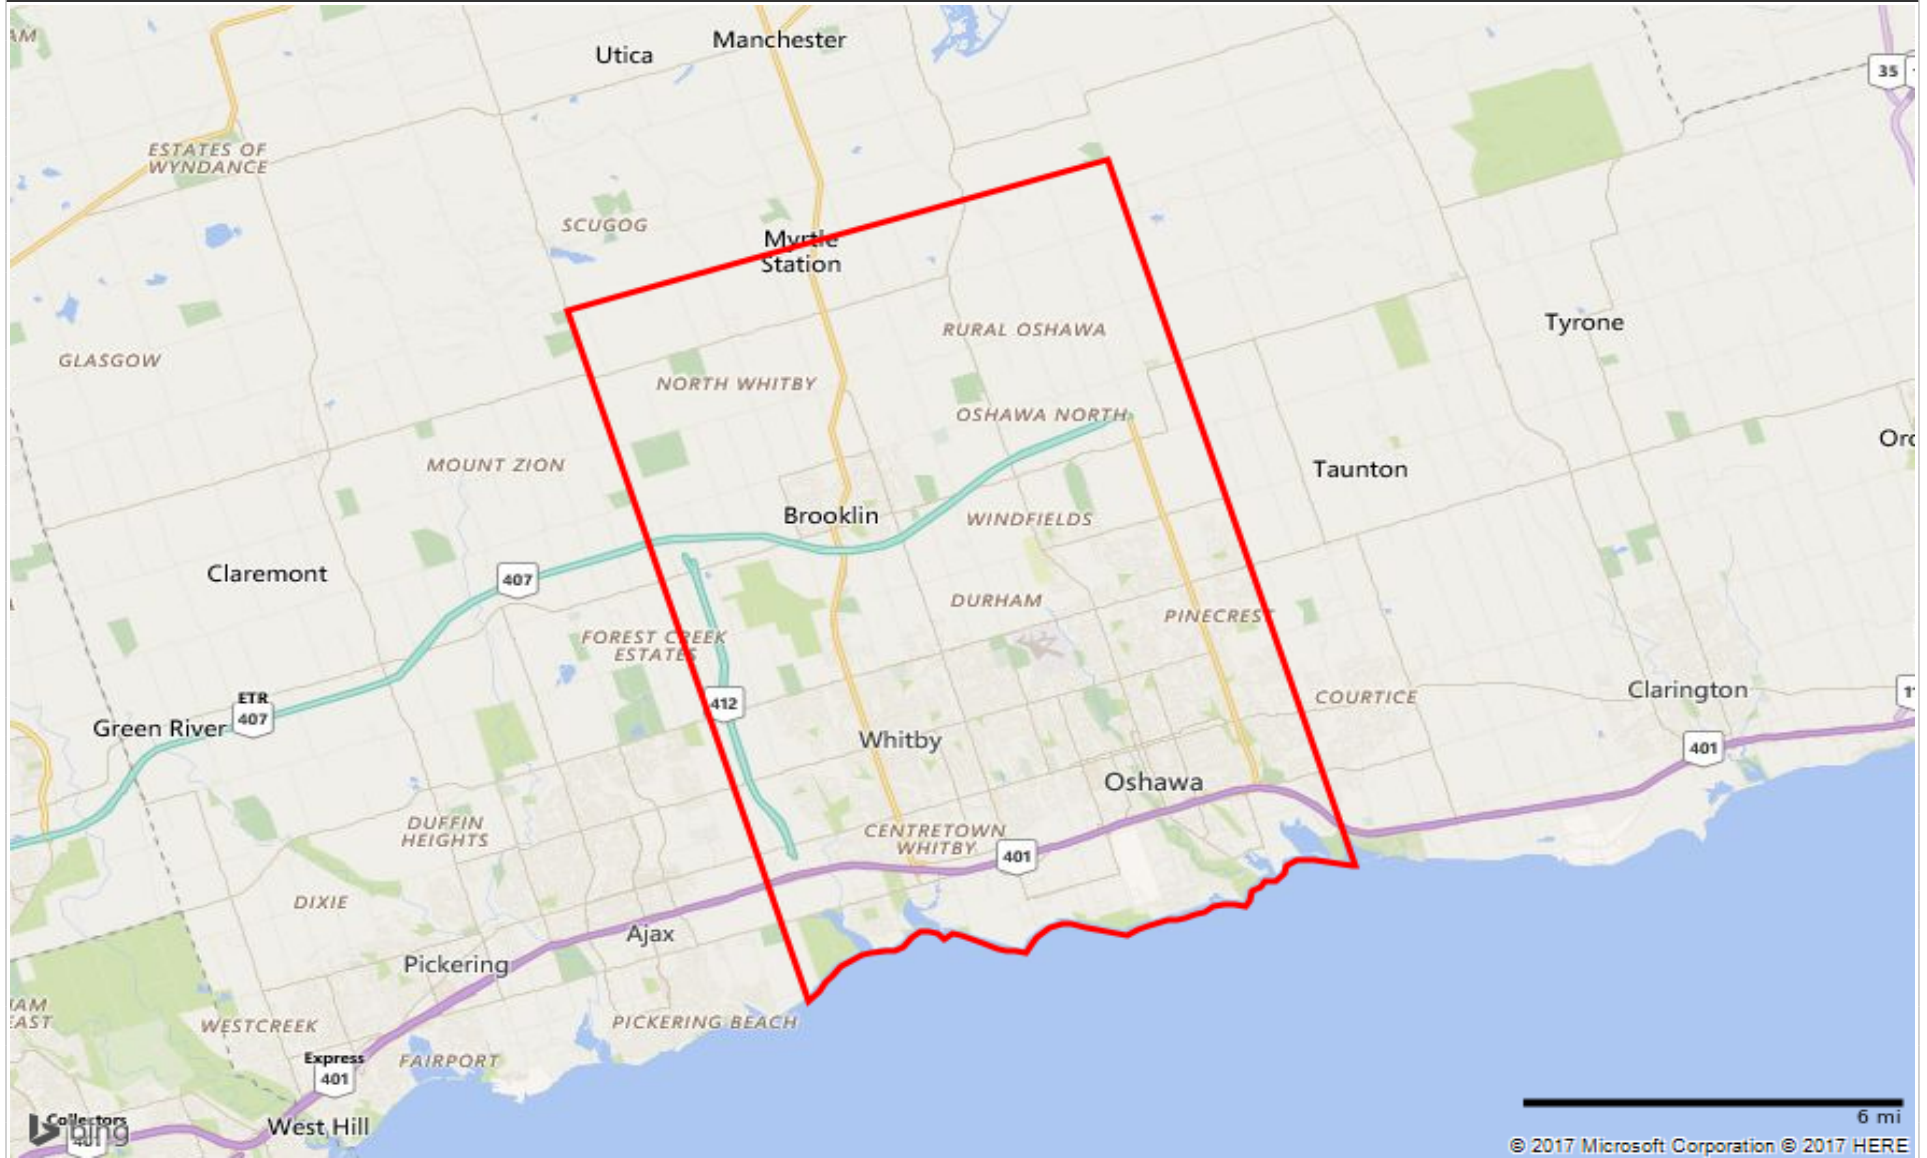 AM
Utica
Manchester
35
ESTATES OF
WYNDANCE
SCUGOG
Myrtle
Station
RURAL OSHAWA
Tyrone
GLASGOW
NORTH WHITBY
OSHAWA NORTH
MOUNT ZION
Taunton
Brooklin
WINDFIELDS
Claremont
407
DURHAM
PINECREST
FOREST CREEK
ESTATES
412
COURTICE
Clarington
ETR
407
Green River
Whitby
401
Oshawa
DUFFIN
HEIGHTS
CENTRETOWN
WHITBY
401
DIXIE
Ajax
Pickering
WESTCREEK
PICKERING BEACH
Express
401
FAIRPORT
Collectors
401
bing
West Hill
6 mi
© 2017 Microsoft Corporation © 2017 HERE